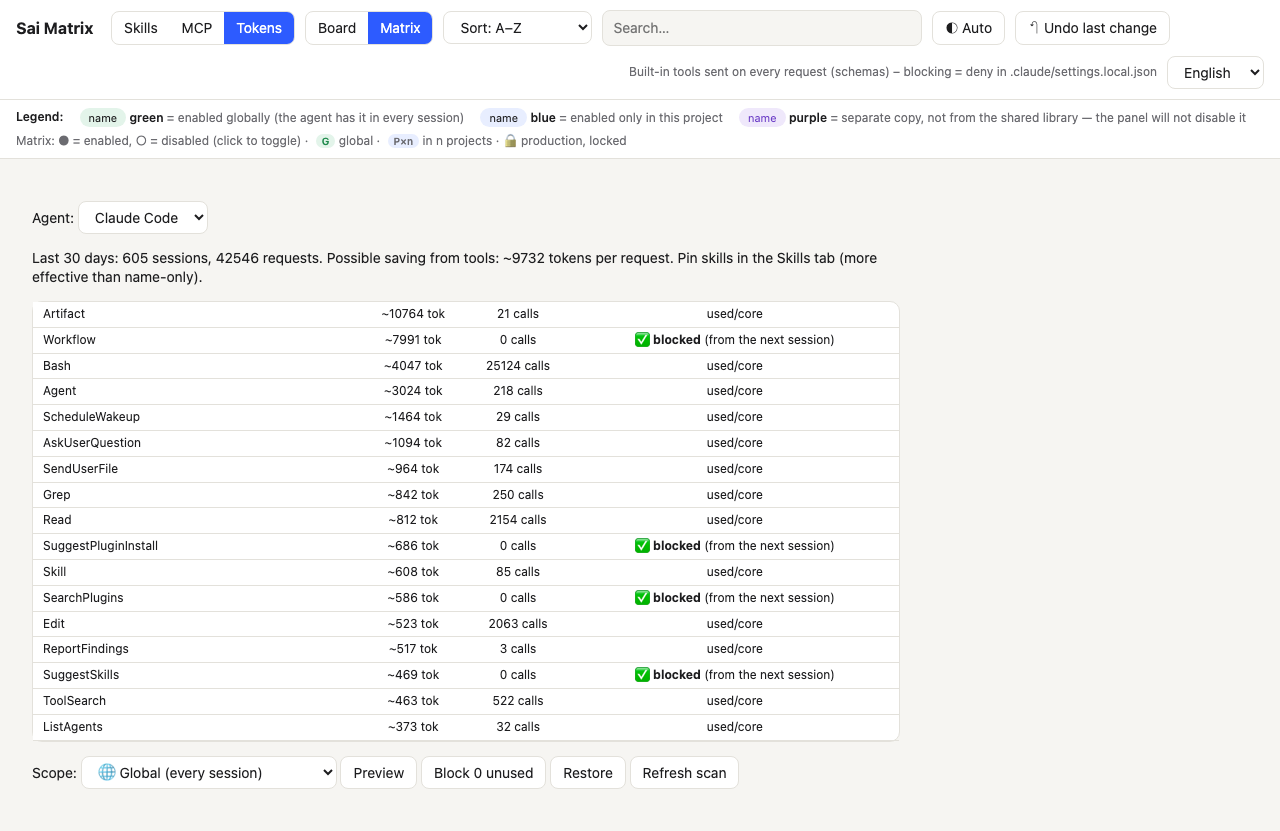 Sai Matrix
Skills MCP Tokens
Board Matrix
Sort: A–Z
Search...
Auto
Undo last change
Built-in tools sent on every request (schemas) – blocking = deny in .claude/settings.local.json
English
Legend: name green = enabled globally (the agent has it in every session) name blue = enabled only in this project name purple = separate copy, not from the shared library — the panel will not disable it
Matrix: ● = enabled, ○ = disabled (click to toggle) · G global · P×n in n projects · 🔒 production, locked
Agent: Claude Code
Last 30 days: 605 sessions, 42546 requests. Possible saving from tools: ~9732 tokens per request. Pin skills in the Skills tab (more
effective than name-only).
Artifact ~10764 tok 21 calls used/core
Workflow ~7991 tok 0 calls ✅ blocked (from the next session)
Bash ~4047 tok 25124 calls used/core
Agent ~3024 tok 218 calls used/core
ScheduleWakeup ~1464 tok 29 calls used/core
AskUserQuestion ~1094 tok 82 calls used/core
SendUserFile ~964 tok 174 calls used/core
Grep ~842 tok 250 calls used/core
Read ~812 tok 2154 calls used/core
SuggestPluginInstall ~686 tok 0 calls ✅ blocked (from the next session)
Skill ~608 tok 85 calls used/core
SearchPlugins ~586 tok 0 calls ✅ blocked (from the next session)
Edit ~523 tok 2063 calls used/core
ReportFindings ~517 tok 3 calls used/core
SuggestSkills ~469 tok 0 calls ✅ blocked (from the next session)
ToolSearch ~463 tok 522 calls used/core
ListAgents ~373 tok 32 calls used/core
Scope: 🌐 Global (every session) Preview Block 0 unused Restore Refresh scan